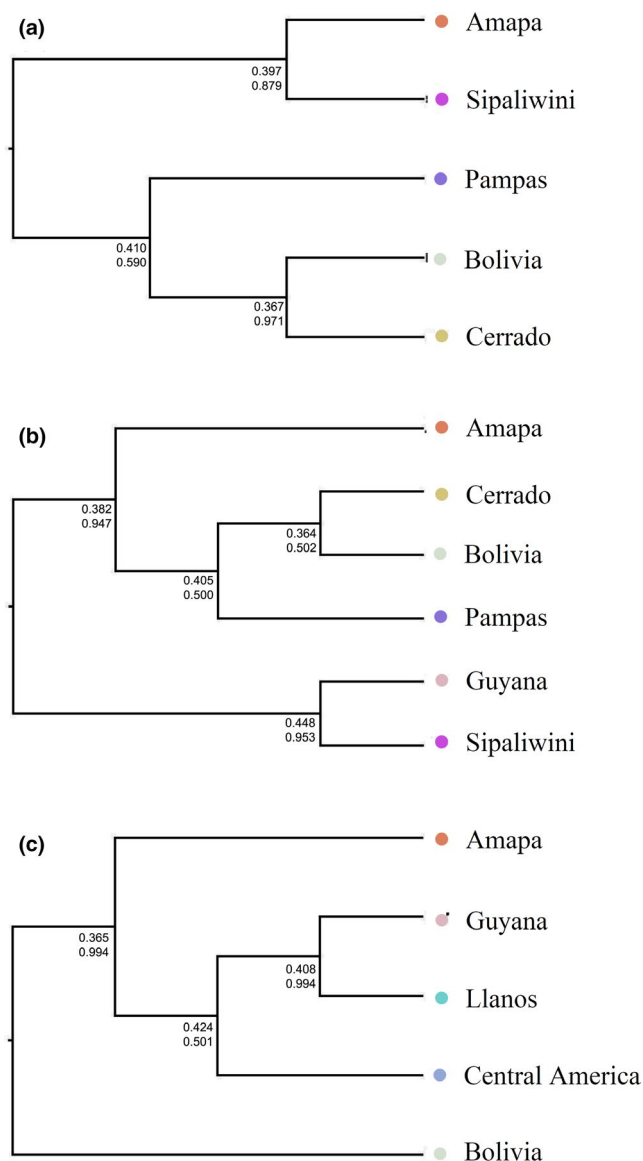 (a)
Amapa
0.397
0.879
Sipaliwini
Pampas
0.410
0.590
Bolivia
0.367
0.971
Cerrado
(b)
Amapa
0.382
0.947
Cerrado
0.364
0.502
Bolivia
0.405
0.500
Pampas
Guyana
0.448
0.953
Sipaliwini
(c)
Amapa
0.365
0.994
Guyana
0.408
0.994
Llanos
0.424
0.501
Central America
Bolivia